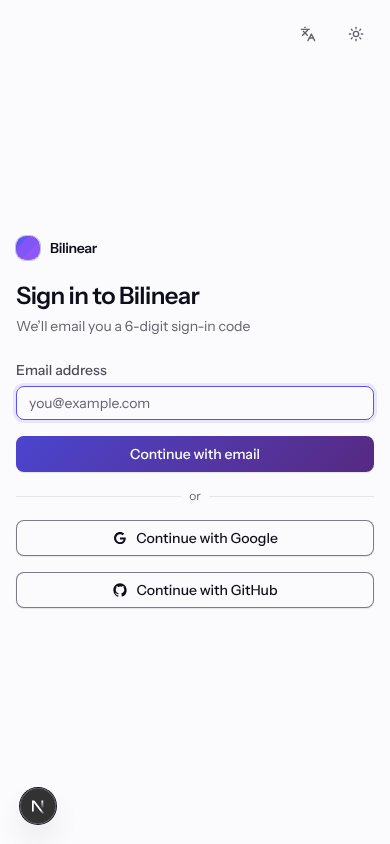 Bilinear
Sign in to Bilinear
We’ll email you a 6-digit sign-in code
Email address
you@example.com
Continue with email
or
Continue with Google
Continue with GitHub